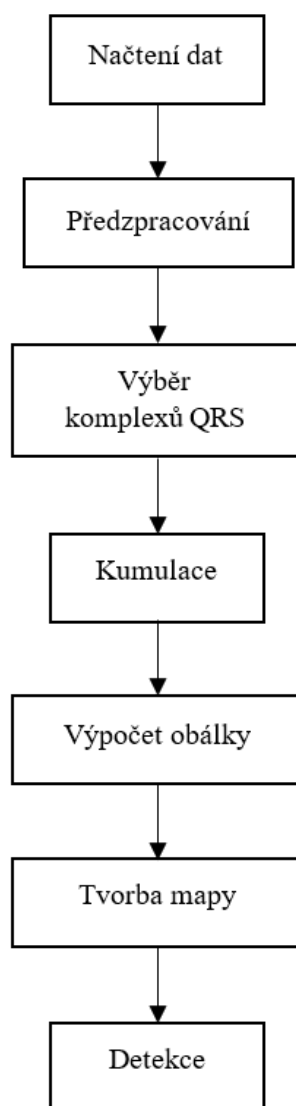 Načtení dat
Předzpracování
Výběr
komplexů QRS
Kumulace
Výpočet obálky
Tvorba mapy
Detekce